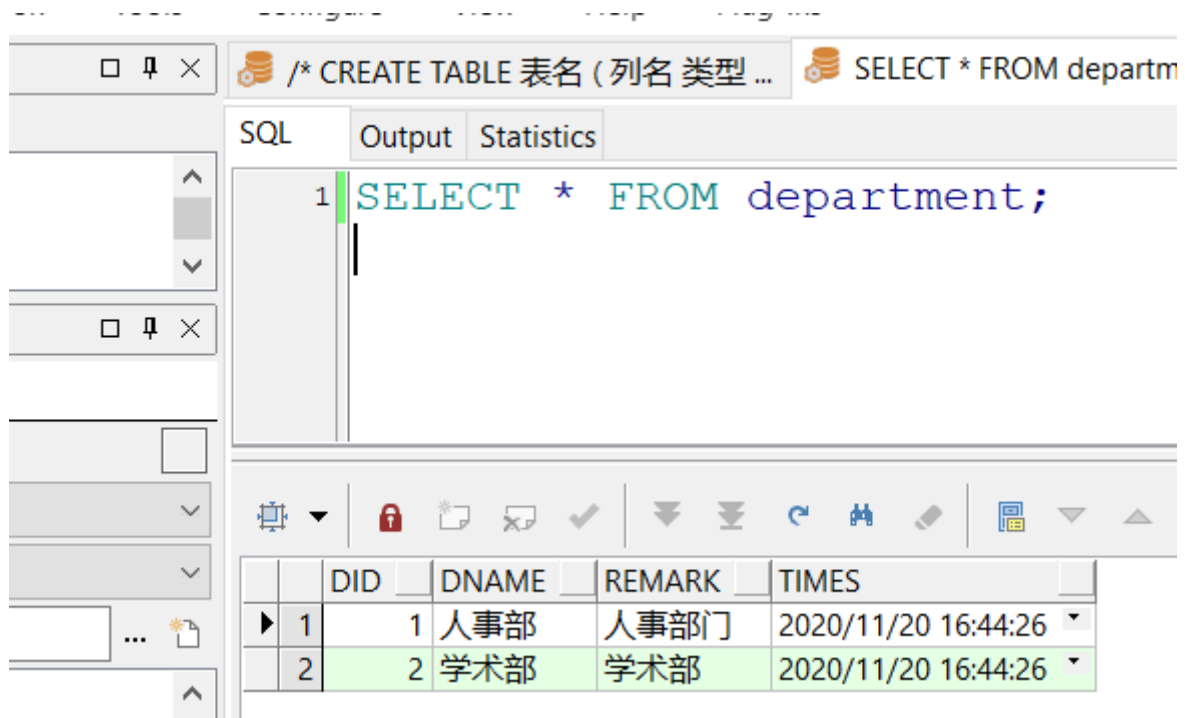 /* CREATE TABLE 表名 ( 列名 类型 ...
SELECT * FROM departm
SQL Output Statistics
1 SELECT * FROM department;
DID DNAME REMARK TIMES
1 1 人事部 人事部门 2020/11/20 16:44:26
2 2 学术部 学术部 2020/11/20 16:44:26